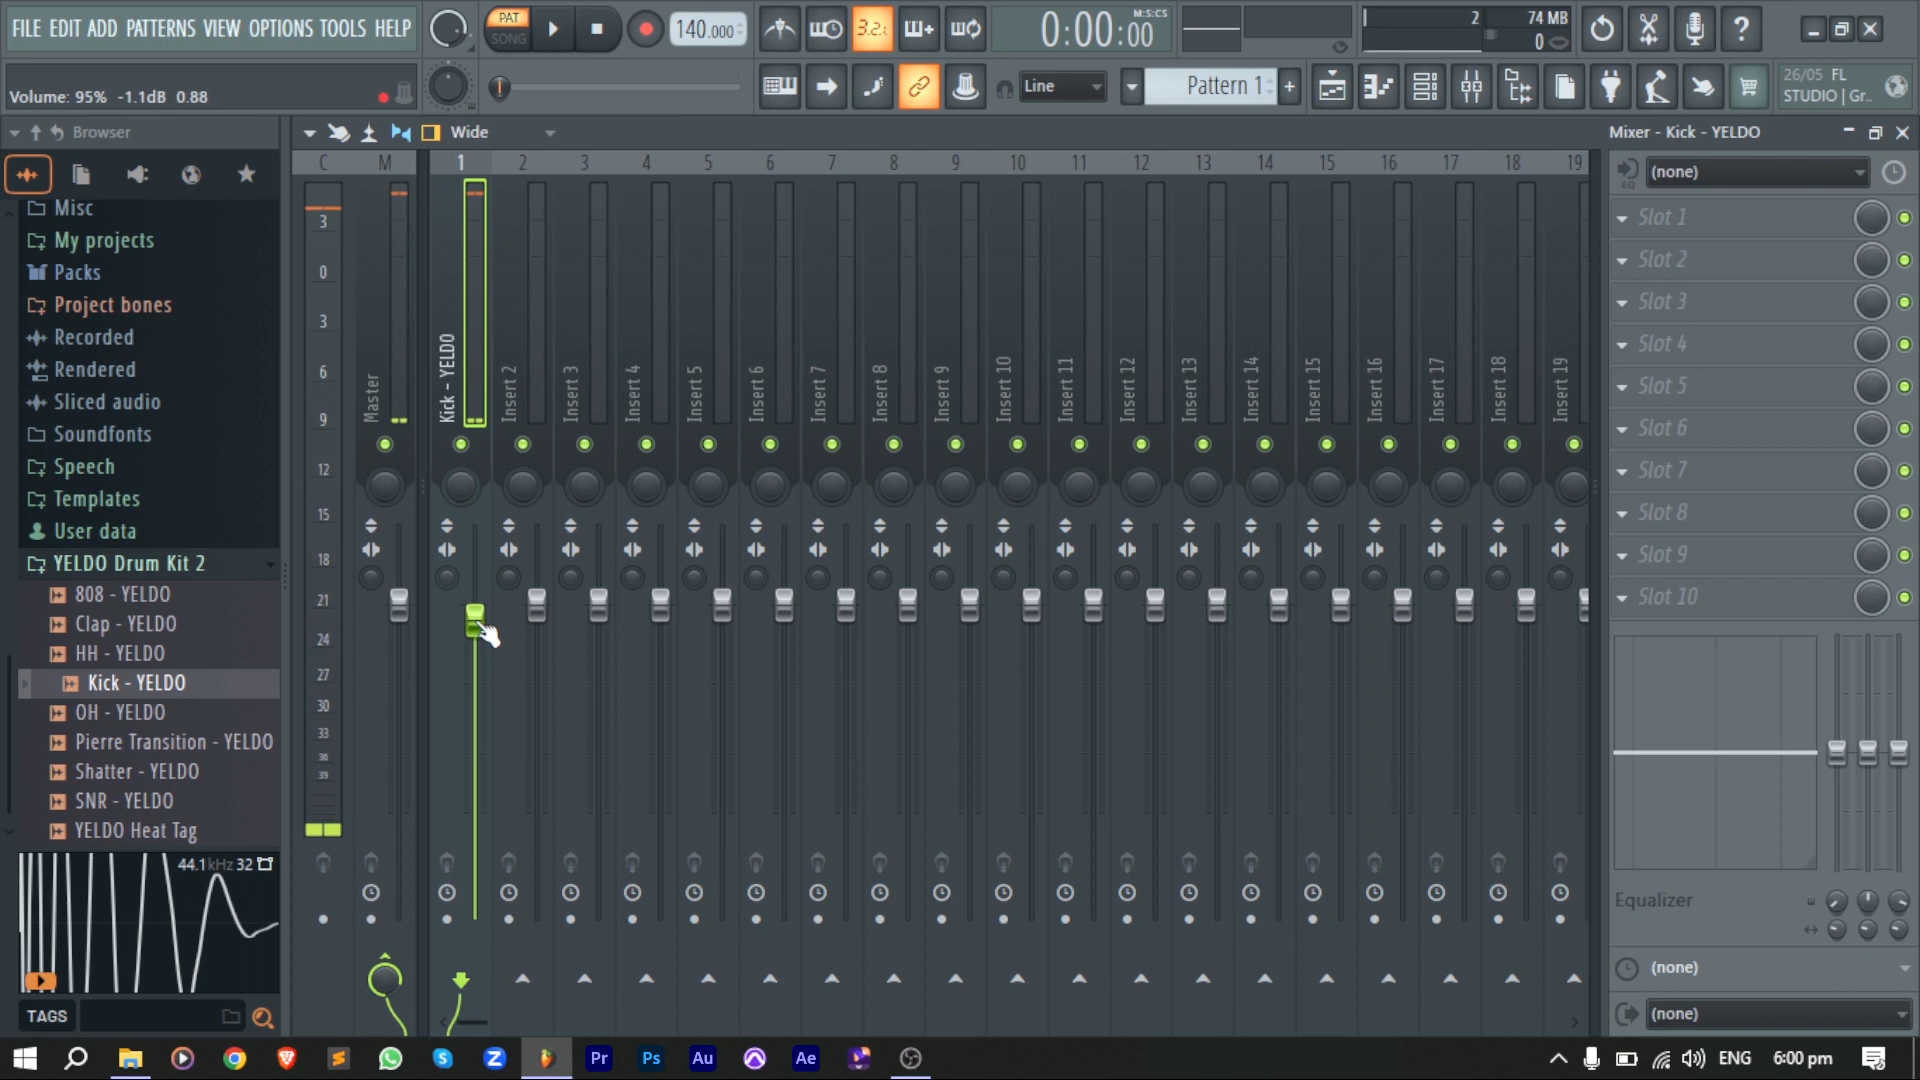 FILE EDIT ADD PATTERNS VIEW OPTIONS TOOLS HELP
PAT
SONG
140.000
3.2.
0:00:00
M:S:CS
2
74 MB
0
?
Volume: 95% -1.1dB 0.88
Line
Pattern 1
+
26/05 FL
STUDIO | Gr..
Browser
Wide
Mixer - Kick - YELDO
C M 1 2 3 4 5 6 7 8 9 10 11 12 13 14 15 16 17 18 19
Misc
My projects
Packs
Project bones
Recorded
Rendered
Sliced audio
Soundfonts
Speech
Templates
User data
YELDO Drum Kit 2
808 - YELDO
Clap - YELDO
HH - YELDO
Kick - YELDO
OH - YELDO
Pierre Transition - YELDO
Shatter - YELDO
SNR - YELDO
YELDO Heat Tag
44.1kHz 32
TAGS
3
0
3
6
9
12
15
18
21
24
27
30
33
36
39
Master
Kick - YELDO
Insert 2
Insert 3
Insert 4
Insert 5
Insert 6
Insert 7
Insert 8
Insert 9
Insert 10
Insert 11
Insert 12
Insert 13
Insert 14
Insert 15
Insert 16
Insert 17
Insert 18
Insert 19
EQ
(none)
Slot 1
Slot 2
Slot 3
Slot 4
Slot 5
Slot 6
Slot 7
Slot 8
Slot 9
Slot 10
Equalizer
(none)
(none)
Pr
Ps
Au
Ae
ENG
6:00 pm